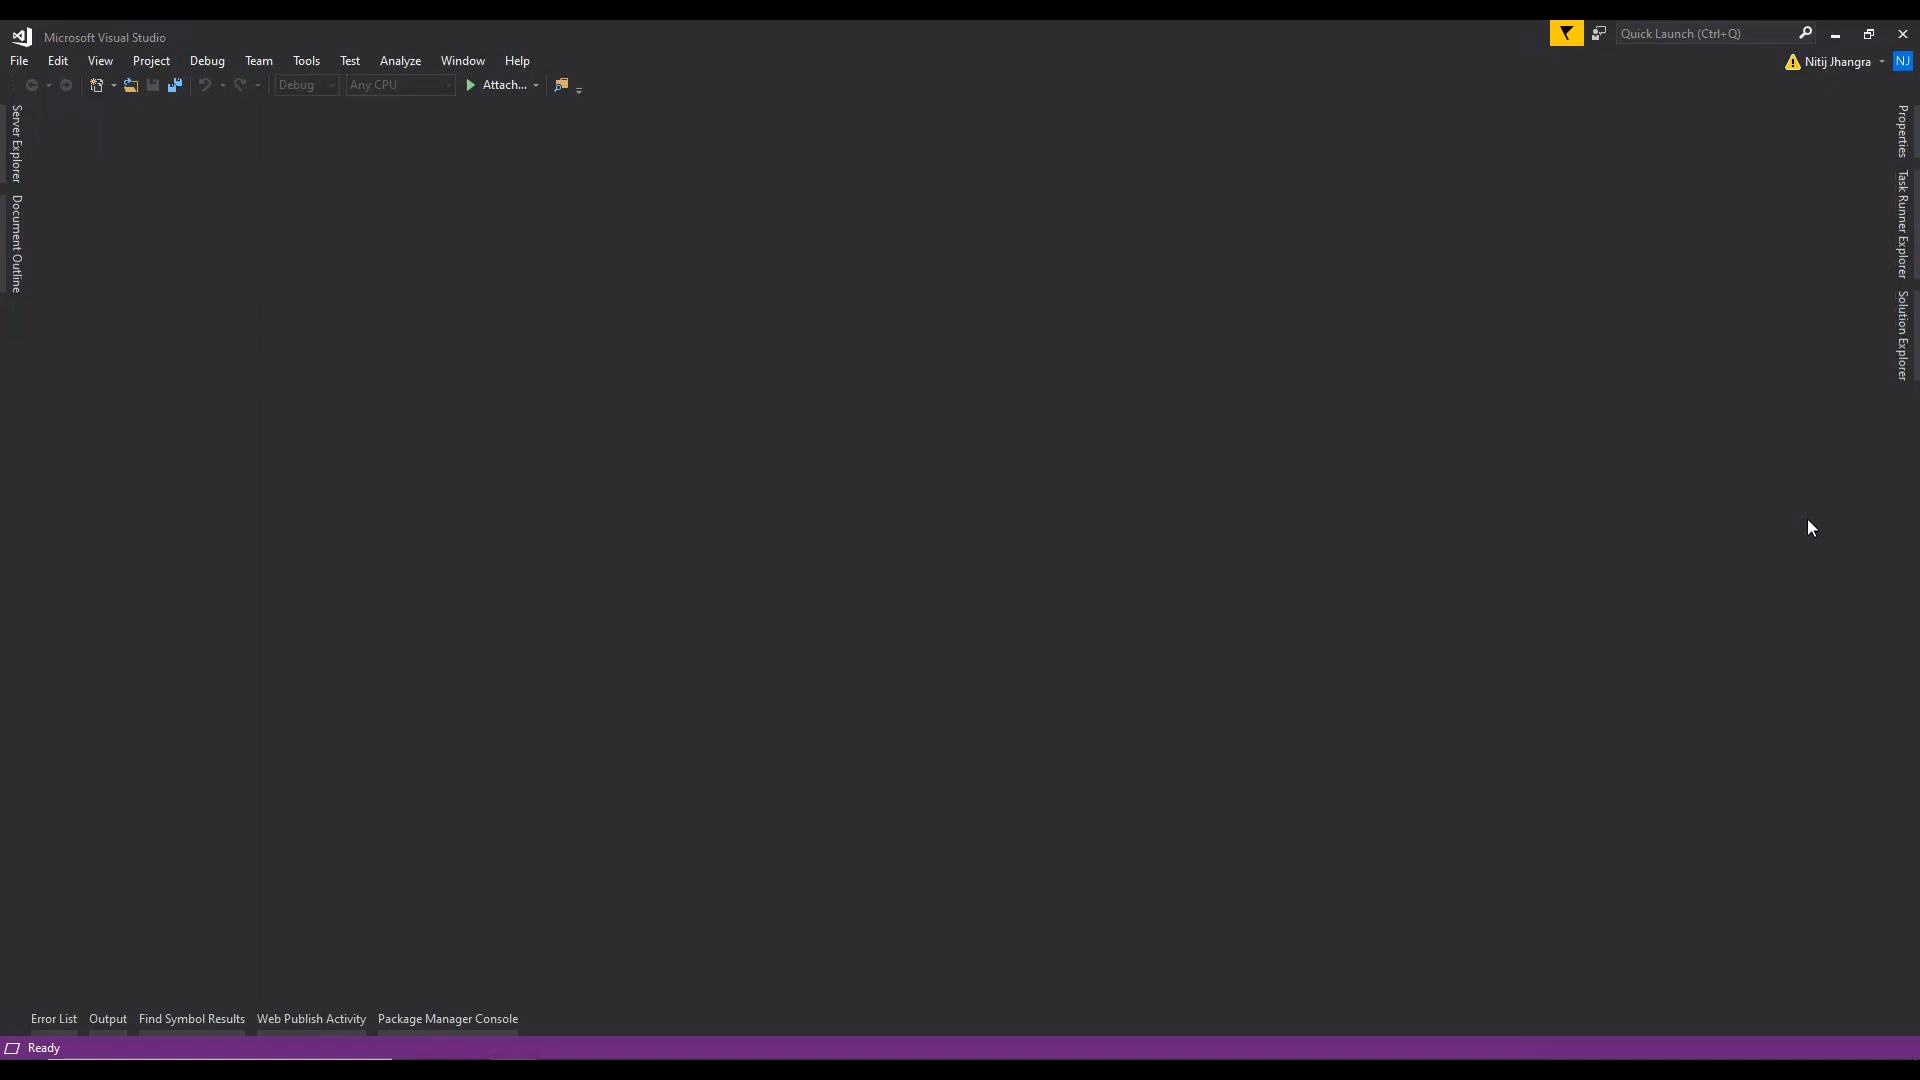 Microsoft Visual Studio
Quick Launch (Ctrl+Q)
File Edit View Project Debug Team Tools Test Analyze Window Help
Nitij Jhangra NJ
Debug Any CPU Attach...
Server Explorer
Document Outline
Properties
Task Runner Explorer
Solution Explorer
Error List Output Find Symbol Results Web Publish Activity Package Manager Console
Ready